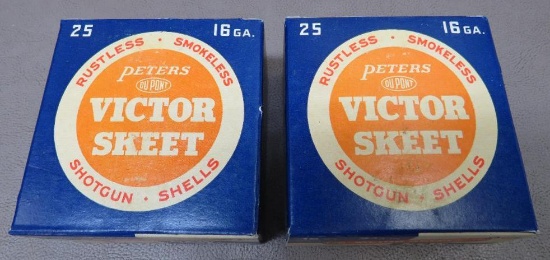 25 16 GA.
RUSTLESS · SMOKELESS
PETERS
DU PONT
VICTOR
SKEET
SHOTGUN · SHELLS
25 16 GA.
RUSTLESS · SMOKELESS
PETERS
DU PONT
VICTOR
SKEET
SHOTGUN · SHELLS